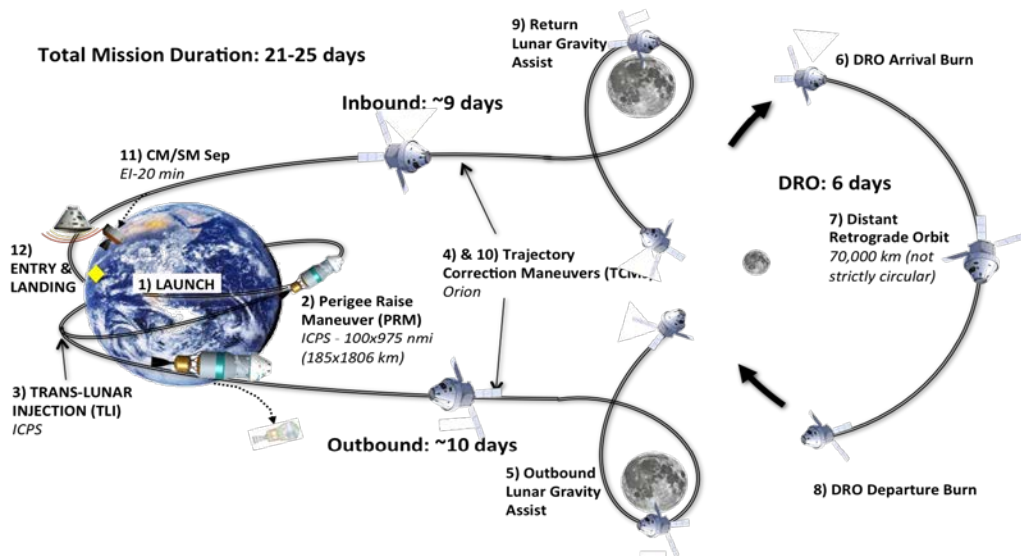 Total Mission Duration: 21-25 days
9) Return
Lunar Gravity
Assist
6) DRO Arrival Burn
Inbound: ~9 days
11) CM/SM Sep
EI-20 min
DRO: 6 days
7) Distant
Retrograde Orbit
70,000 km (not
strictly circular)
12)
ENTRY &
LANDING
1) LAUNCH
4) & 10) Trajectory
Correction Maneuvers (TCMs)
Orion
2) Perigee Raise
Maneuver (PRM)
ICPS - 100x975 nmi
(185x1806 km)
3) TRANS-LUNAR
INJECTION (TLI)
ICPS
Outbound: ~10 days
5) Outbound
Lunar Gravity
Assist
8) DRO Departure Burn